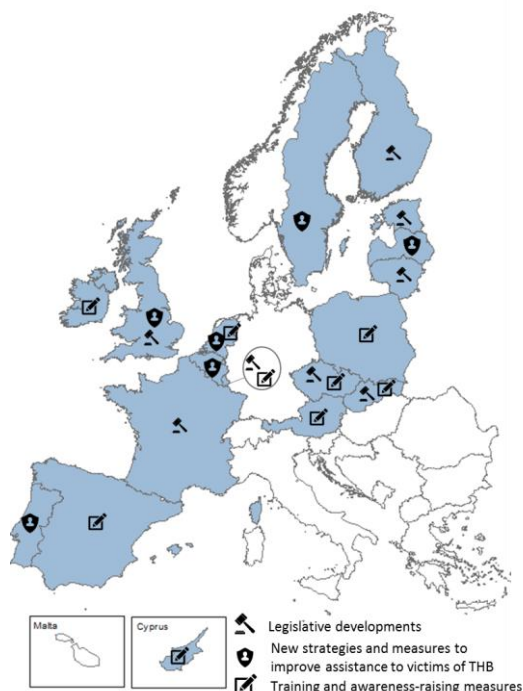 Malta
Cyprus
Legislative developments
New strategies and measures to
improve assistance to victims of THB
Training and awareness-raising measures